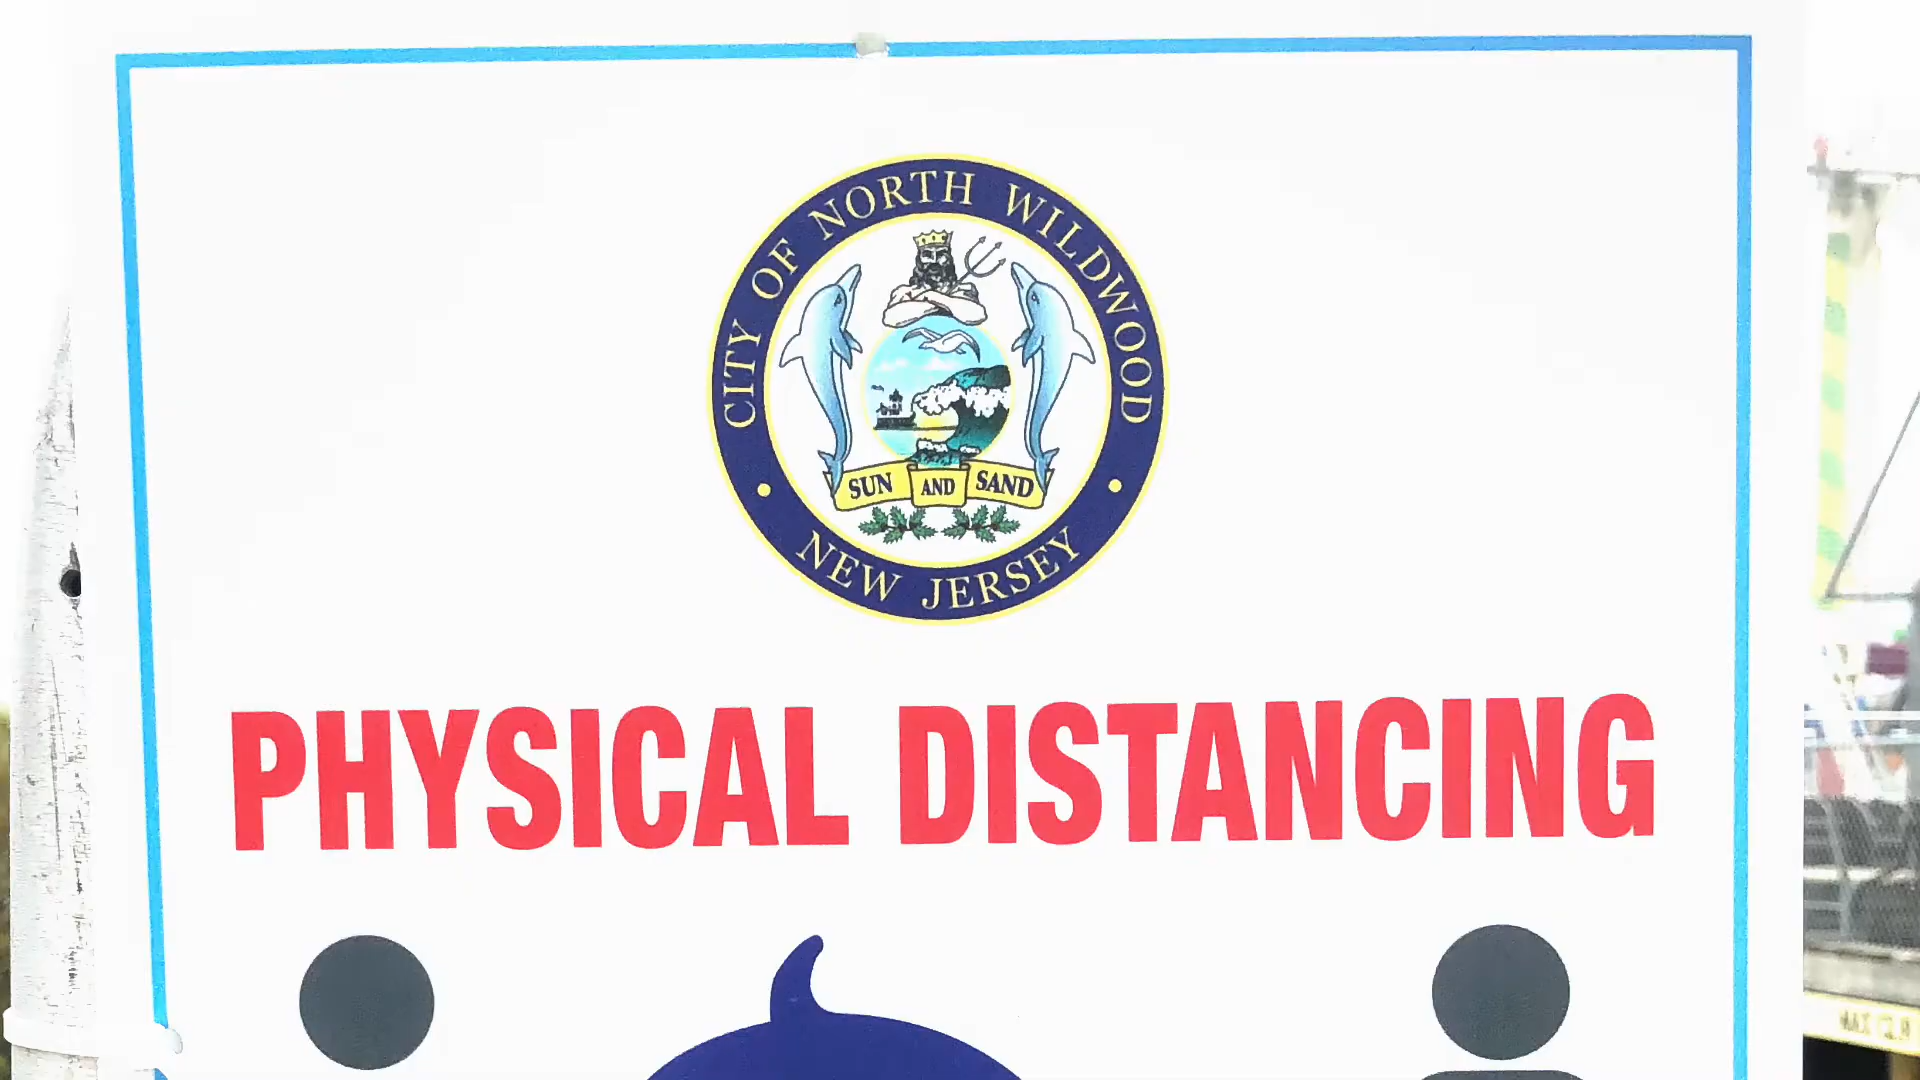 CITY OF NORTH WILDWOOD
SUN AND SAND
NEW JERSEY
PHYSICAL DISTANCING